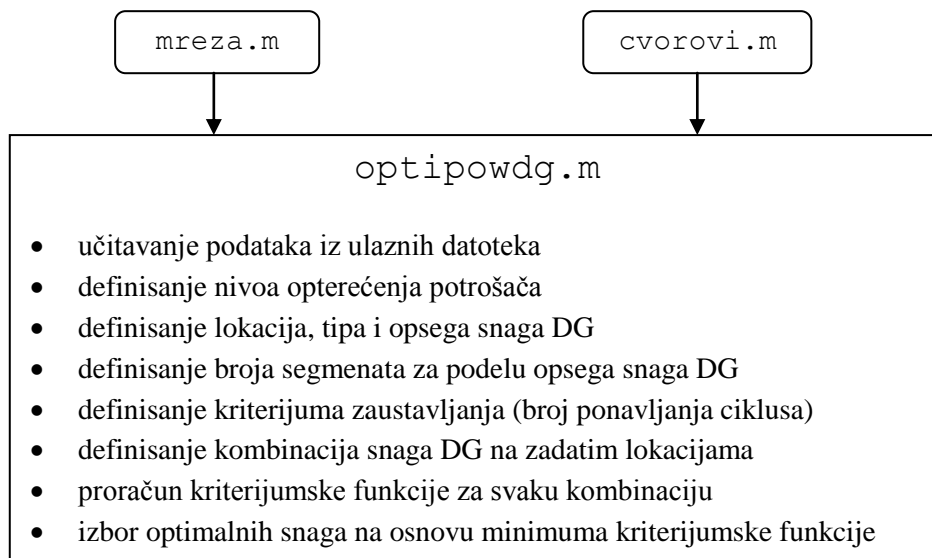 mreza.m
cvorovi.m
optipowdg.m
• učitavanje podataka iz ulaznih datoteka
• definisanje nivoa opterećenja potrošača
• definisanje lokacija, tipa i opsega snaga DG
• definisanje broja segmenata za podelu opsega snaga DG
• definisanje kriterijuma zaustavljanja (broj ponavljanja ciklusa)
• definisanje kombinacija snaga DG na zadatim lokacijama
• proračun kriterijumske funkcije za svaku kombinaciju
• izbor optimalnih snaga na osnovu minimuma kriterijumske funkcije